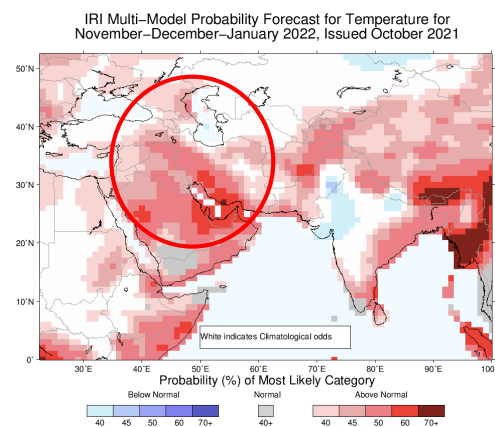 IRI Multi−Model Probability Forecast for Temperature for
November−December−January 2022, Issued October 2021
50˚N
40˚N
30˚N
20˚N
10˚N
0˚
White indicates Climatological odds
30˚E 40˚E 50˚E 60˚E 70˚E 80˚E 90˚E 100
Probability (%) of Most Likely Category
Below Normal Normal Above Normal
40 45 50 60 70+ 40+ 40 45 50 60 70+